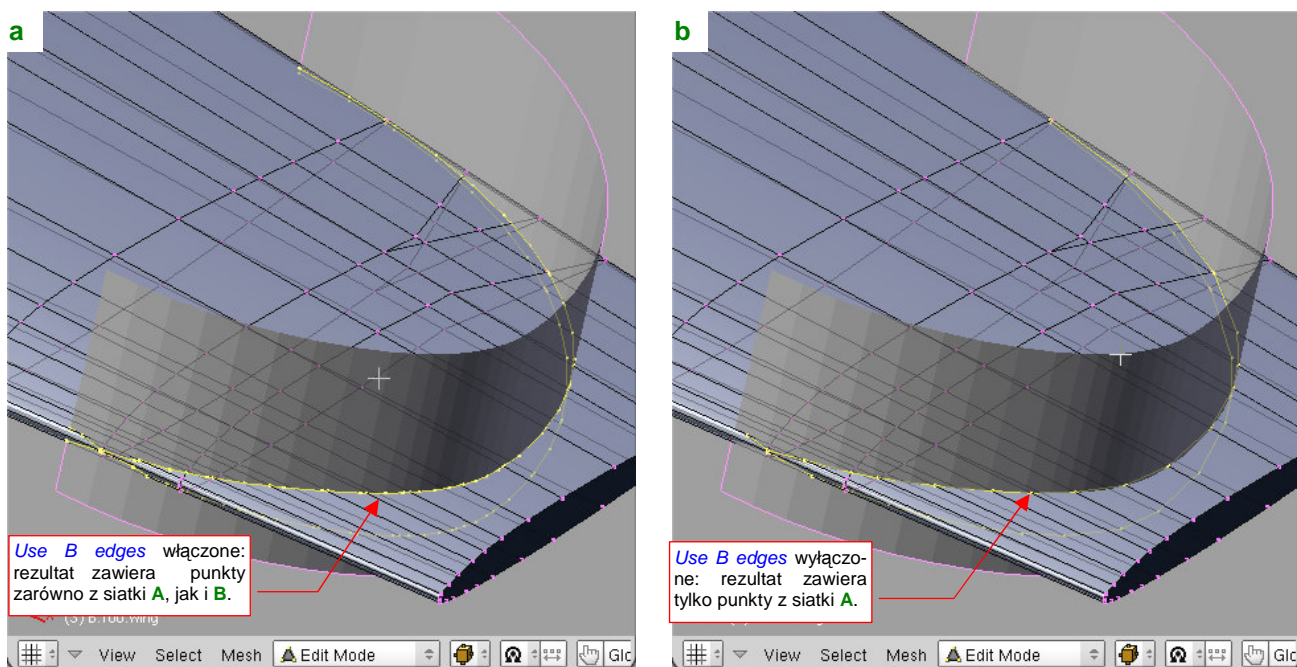 a
b
Use B edges włączone:
rezultat zawiera punkty
zarówno z siatki A, jak i B.
Use B edges wyłączo-
ne: rezultat zawiera
tylko punkty z siatki A.
(3) B.100.wing
View Select Mesh Edit Mode Glo
View Select Mesh Edit Mode Glo